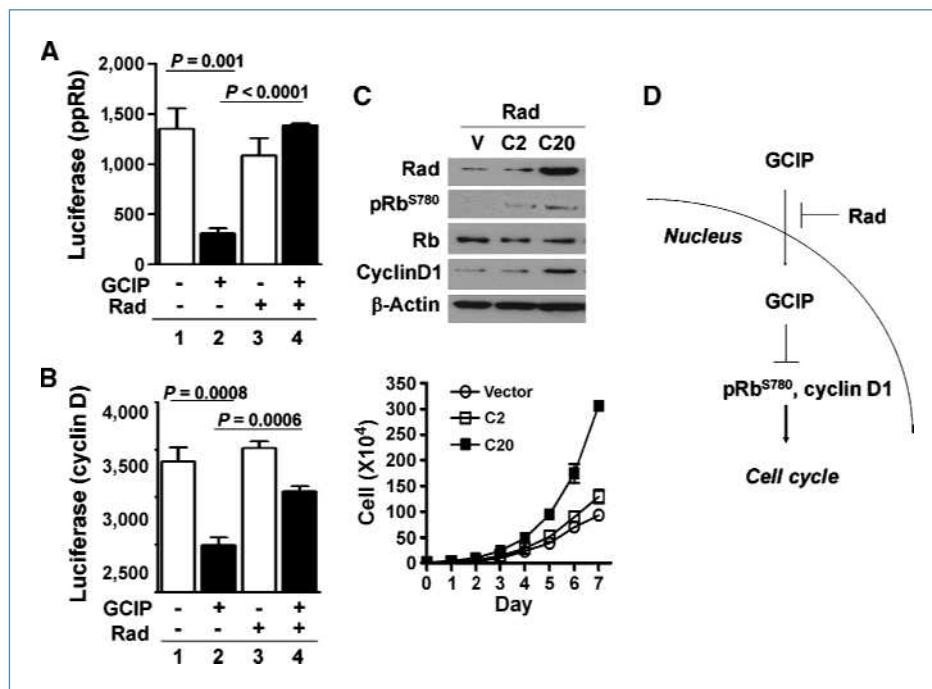 A
P = 0.001
P < 0.0001
2,000
1,500
1,000
500
0
Luciferase (ppRb)
GCIP - + - +
Rad - - + +
1 2 3 4
B
P = 0.0008
P = 0.0006
4,000
3,500
3,000
2,500
Luciferase (cyclin D)
GCIP - + - +
Rad - - + +
1 2 3 4
C
Rad
V C2 C20
Rad
pRbS780
Rb
CyclinD1
β-Actin
350
300
250
200
150
100
50
0
Cell (X10⁴)
Vector
C2
C20
0 1 2 3 4 5 6 7
Day
D
GCIP
Rad
Nucleus
GCIP
pRbS780, cyclin D1
Cell cycle